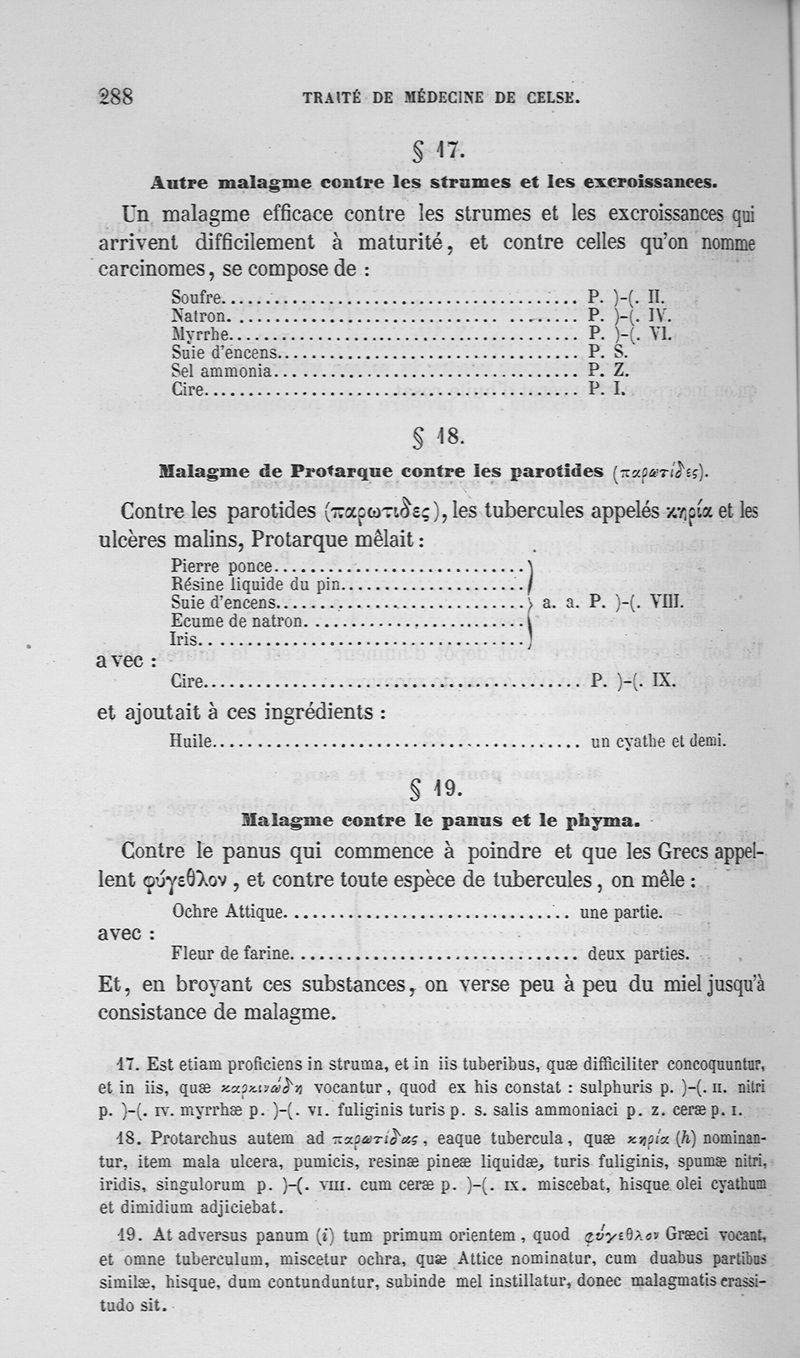 288 TRAITÉ DE MÉDECINE DE CELSE.
§ 17.
Autre malagme contre les strumes et les excroissances.
Un malagme efficace contre les strumes et les excroissances qui
arrivent difficilement à maturité, et contre celles qu'on nomme
carcinomes, se compose de :
Soufre........................................ P. )-(. II.
Natron........................................ P. )-(. IV.
Myrrhe........................................ P. )-(. VI.
Suie d'encens................................. P. S.
Sel ammonia................................... P. Z.
Cire.......................................... P. I.
§ 18.
Malagme de Protarque contre les parotides (παρωτίδες).
Contre les parotides (παρωτιδες), les tubercules appelés κηρία et les
ulcères malins, Protarque mêlait :
Pierre ponce............................
Résine liquide du pin....................
Suie d'encens............................ } a. a. P. )-(. VIII.
Ecume de natron.........................
Iris....................................
avec :
Cire.......................................... P. )-(. IX.
et ajoutait à ces ingrédients :
Huile......................................... un cyathe et demi.
§ 19.
Malagme contre le panus et le phyma.
Contre le panus qui commence à poindre et que les Grecs appel-
lent φύγεθλον, et contre toute espèce de tubercules, on mêle :
Ochre Attique................................ une partie.
avec :
Fleur de farine................................ deux parties.
Et, en broyant ces substances, on verse peu à peu du miel jusqu'à
consistance de malagme.
17. Est etiam proficiens in struma, et in iis tuberibus, quæ difficiliter concoquuntur,
et in iis, quæ καρκινώδη vocantur, quod ex his constat : sulphuris p. )-(. II. nitri
p. )-(. IV. myrrhæ p. )-(. VI. fuliginis turis p. s. salis ammoniaci p. z. ceræ p. I.
18. Protarchus autem ad παρωτίδας, eaque tubercula, quæ κηρία (h) nominan-
tur, item mala ulcera, pumicis, resinæ pineæ liquidæ, turis fuliginis, spumæ nitri,
iridis, singulorum p. )-(. VIII. cum ceræ p. )-(. IX. miscebat, hisque olei cyathum
et dimidium adjiciebat.
19. At adversus panum (i) tum primum orientem, quod φύγεθλον Græci vocant,
et omne tuberculum, miscetur ochra, quæ Attice nominatur, cum duabus partibus
similæ, hisque, dum contunduntur, subinde mel instillatur, donec malagmatis crassi-
tudo sit.